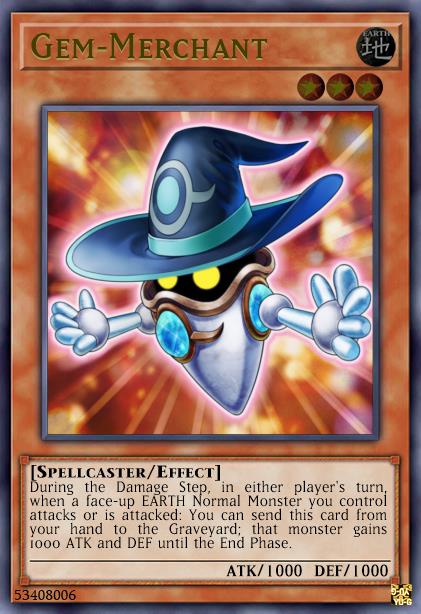 Gem-Merchant
EARTH
地
[Spellcaster/Effect]
During the Damage Step, in either player's turn,
when a face-up EARTH Normal Monster you control
attacks or is attacked: You can send this card from
your hand to the Graveyard; that monster gains
1000 ATK and DEF until the End Phase.
ATK/1000 DEF/1000
53408006